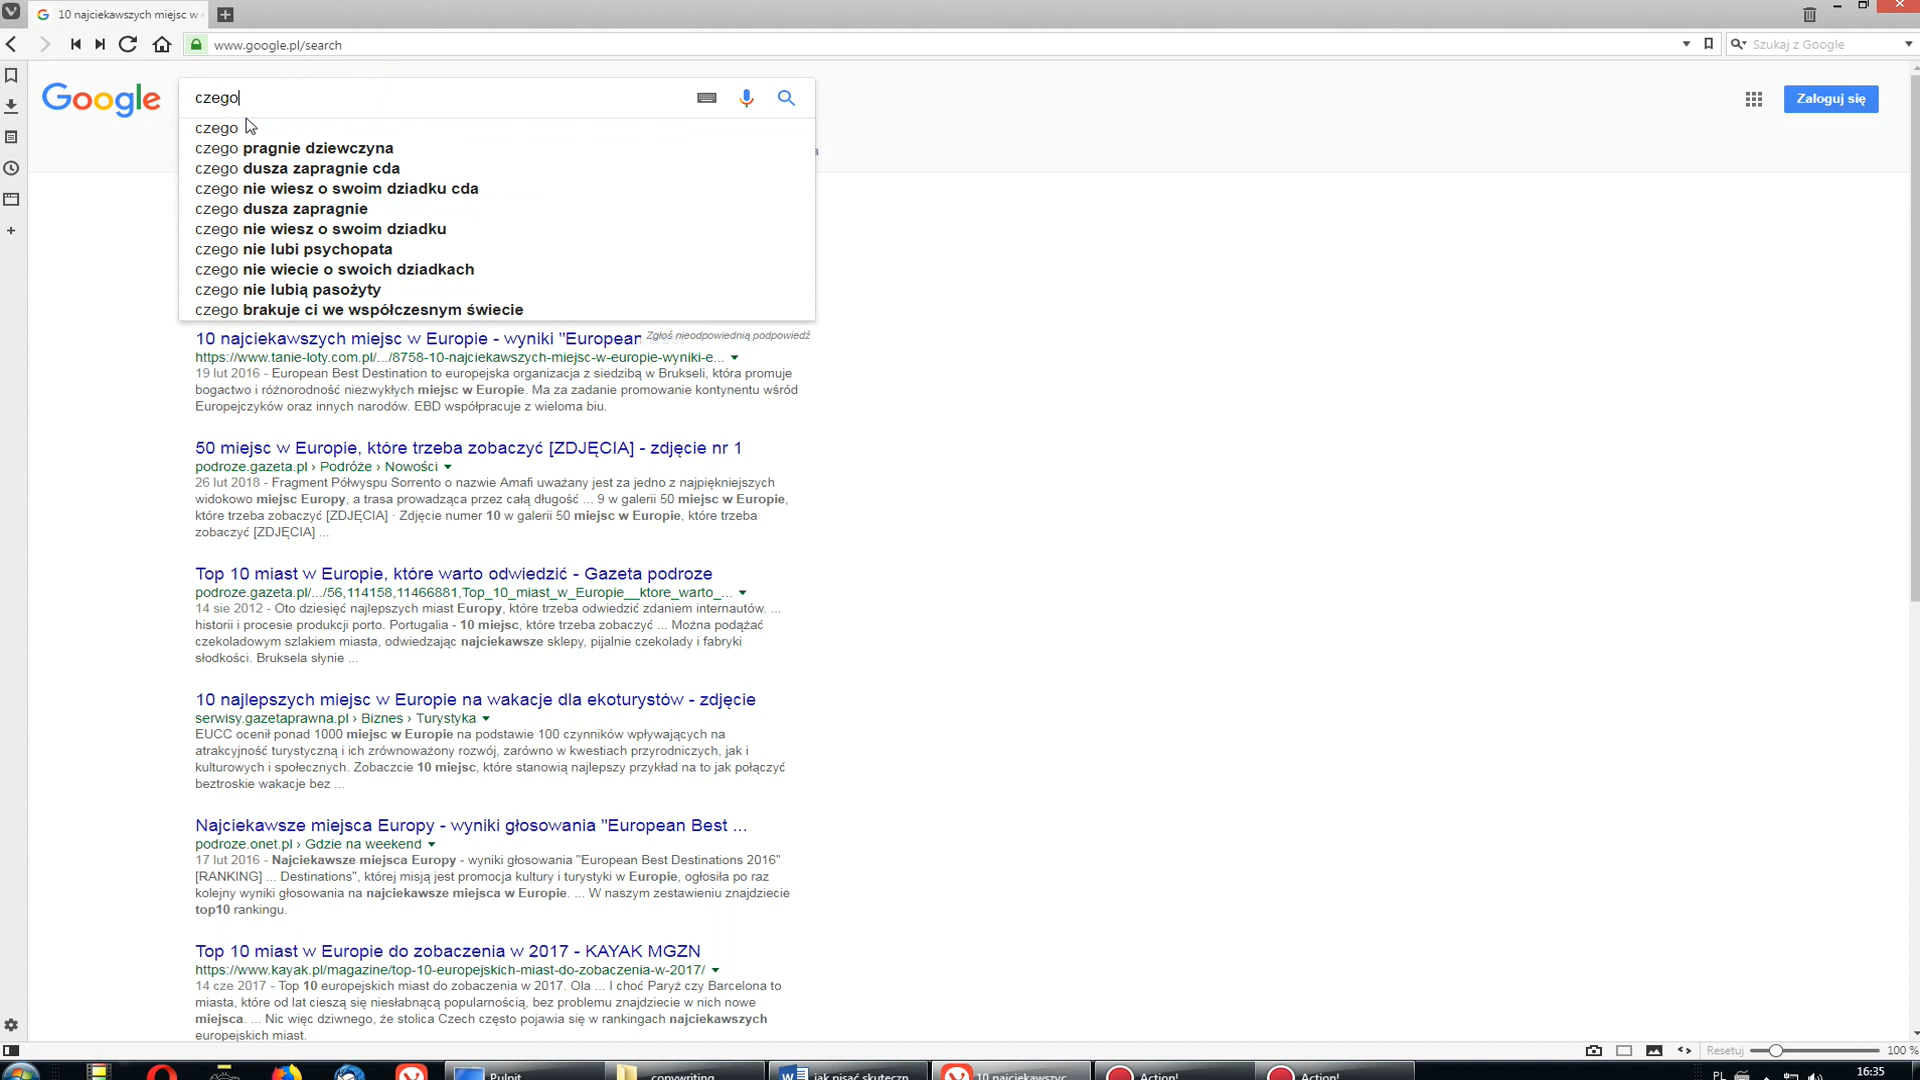 10 najciekawszych miejsc w
www.google.pl/search
Szukaj z Google
Google
czego
Zaloguj się
czego
czego pragnie dziewczyna
czego dusza zapragnie cda
czego nie wiesz o swoim dziadku cda
czego dusza zapragnie
czego nie wiesz o swoim dziadku
czego nie lubi psychopata
czego nie wiecie o swoich dziadkach
czego nie lubią pasożyty
czego brakuje ci we współczesnym świecie
Zgłoś nieodpowiednią podpowiedź
10 najciekawszych miejsc w Europie - wyniki "European
https://www.tanie-loty.com.pl/.../8758-10-najciekawszych-miejsc-w-europie-wyniki-e...
19 lut 2016 - European Best Destination to europejska organizacja z siedzibą w Brukseli, która promuje
bogactwo i różnorodność niezwykłych miejsc w Europie. Ma za zadanie promowanie kontynentu wśród
Europejczyków oraz innych narodów. EBD współpracuje z wieloma biu.
50 miejsc w Europie, które trzeba zobaczyć [ZDJĘCIA] - zdjęcie nr 1
podroze.gazeta.pl › Podróże › Nowości
26 lut 2018 - Fragment Półwyspu Sorrento o nazwie Amafi uważany jest za jedno z najpiękniejszych
widokowo miejsc Europy, a trasa prowadząca przez całą długość ... 9 w galerii 50 miejsc w Europie,
które trzeba zobaczyć [ZDJĘCIA] · Zdjęcie numer 10 w galerii 50 miejsc w Europie, które trzeba
zobaczyć [ZDJĘCIA] ...
Top 10 miast w Europie, które warto odwiedzić - Gazeta podroze
podroze.gazeta.pl/.../56,114158,11466881,Top_10_miast_w_Europie__ktore_warto_...
14 sie 2012 - Oto dziesięć najlepszych miast Europy, które trzeba odwiedzić zdaniem internautów. ...
historii i procesie produkcji porto. Portugalia - 10 miejsc, które trzeba zobaczyć ... Można podążać
czekoladowym szlakiem miasta, odwiedzając najciekawsze sklepy, pijalnie czekolady i fabryki
słodkości. Bruksela słynie ...
10 najlepszych miejsc w Europie na wakacje dla ekoturystów - zdjęcie
serwisy.gazetaprawna.pl › Biznes › Turystyka
EUCC ocenił ponad 1000 miejsc w Europie na podstawie 100 czynników wpływających na
atrakcyjność turystyczną i ich zrównoważony rozwój, zarówno w kwestiach przyrodniczych, jak i
kulturowych i społecznych. Zobaczcie 10 miejsc, które stanowią najlepszy przykład na to jak połączyć
beztroskie wakacje bez ...
Najciekawsze miejsca Europy - wyniki głosowania "European Best ...
podroze.onet.pl › Gdzie na weekend
17 lut 2016 - Najciekawsze miejsca Europy - wyniki głosowania "European Best Destinations 2016"
[RANKING] ... Destinations", której misją jest promocja kultury i turystyki w Europie, ogłosiła po raz
kolejny wyniki głosowania na najciekawsze miejsca w Europie. ... W naszym zestawieniu znajdziecie
top10 rankingu.
Top 10 miast w Europie do zobaczenia w 2017 - KAYAK MGZN
https://www.kayak.pl/magazine/top-10-europejskich-miast-do-zobaczenia-w-2017/
14 cze 2017 - Top 10 europejskich miast do zobaczenia w 2017. Ola ... I choć Paryż czy Barcelona to
miasta, które od lat cieszą się niesłabnącą popularnością, bez problemu znajdziecie w nich nowe
miejsca. ... Nic więc dziwnego, że stolica Czech często pojawia się w rankingach najciekawszych
europejskich miast.
Resetuj 100 %
Pulpit
copywriting
jak pisać skuteczn
10 najciekawszyc
Action!
Action!
PL
16:35